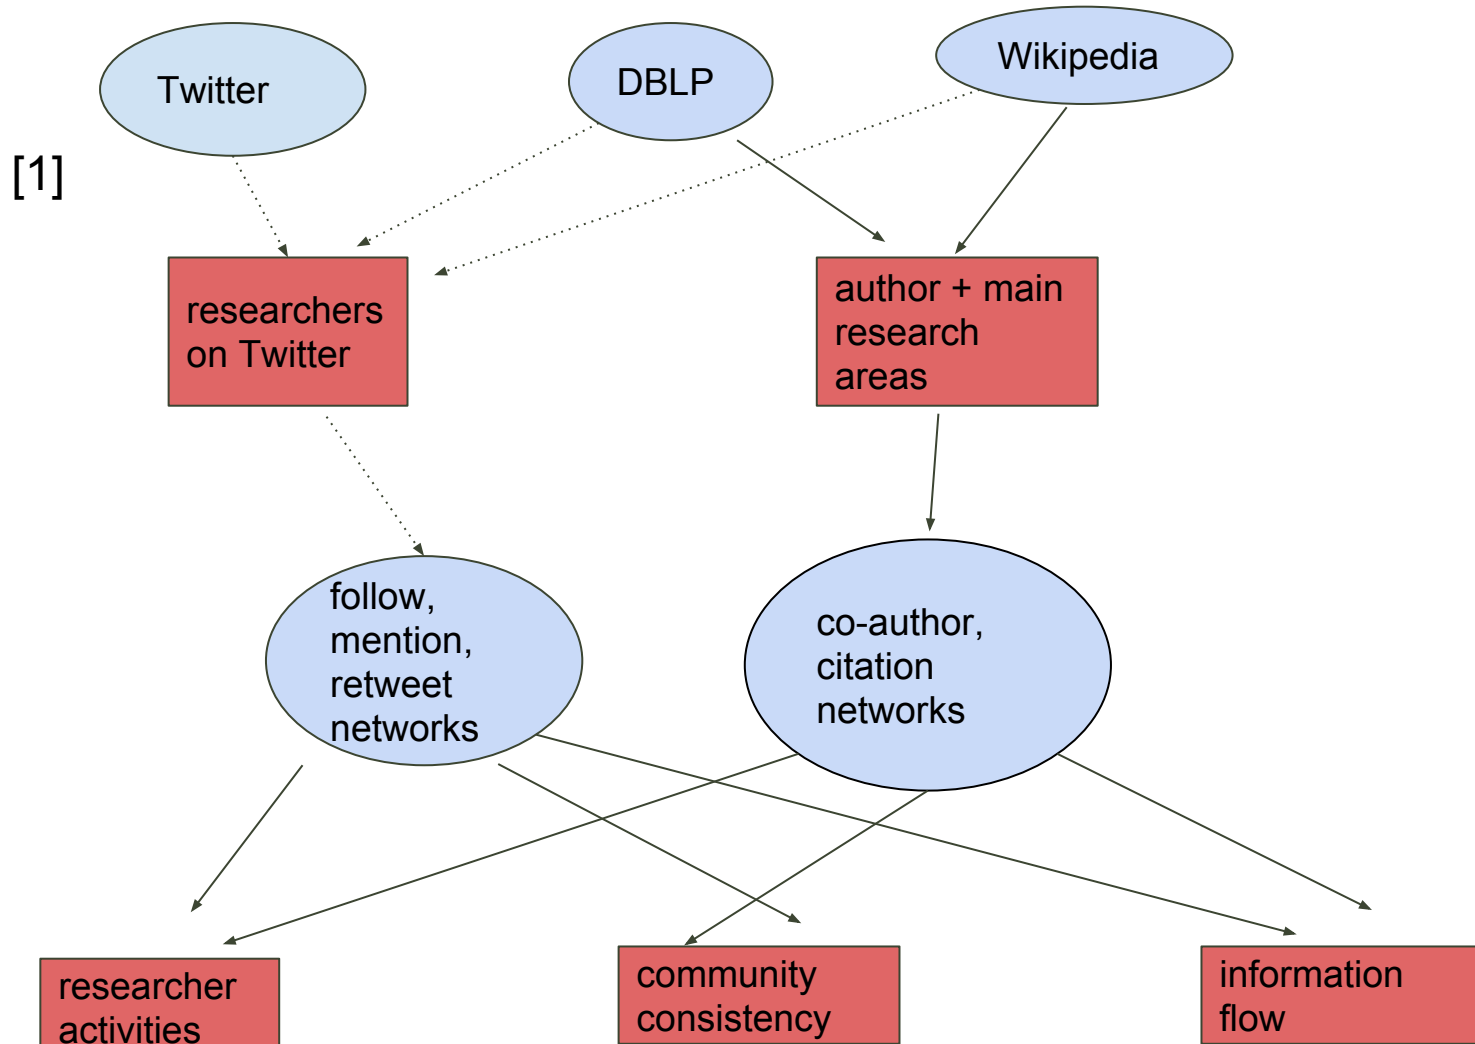 Twitter
DBLP
Wikipedia
[1]
researchers
on Twitter
author + main
research
areas
follow,
mention,
retweet
networks
co-author,
citation
networks
researcher
activities
community
consistency
information
flow